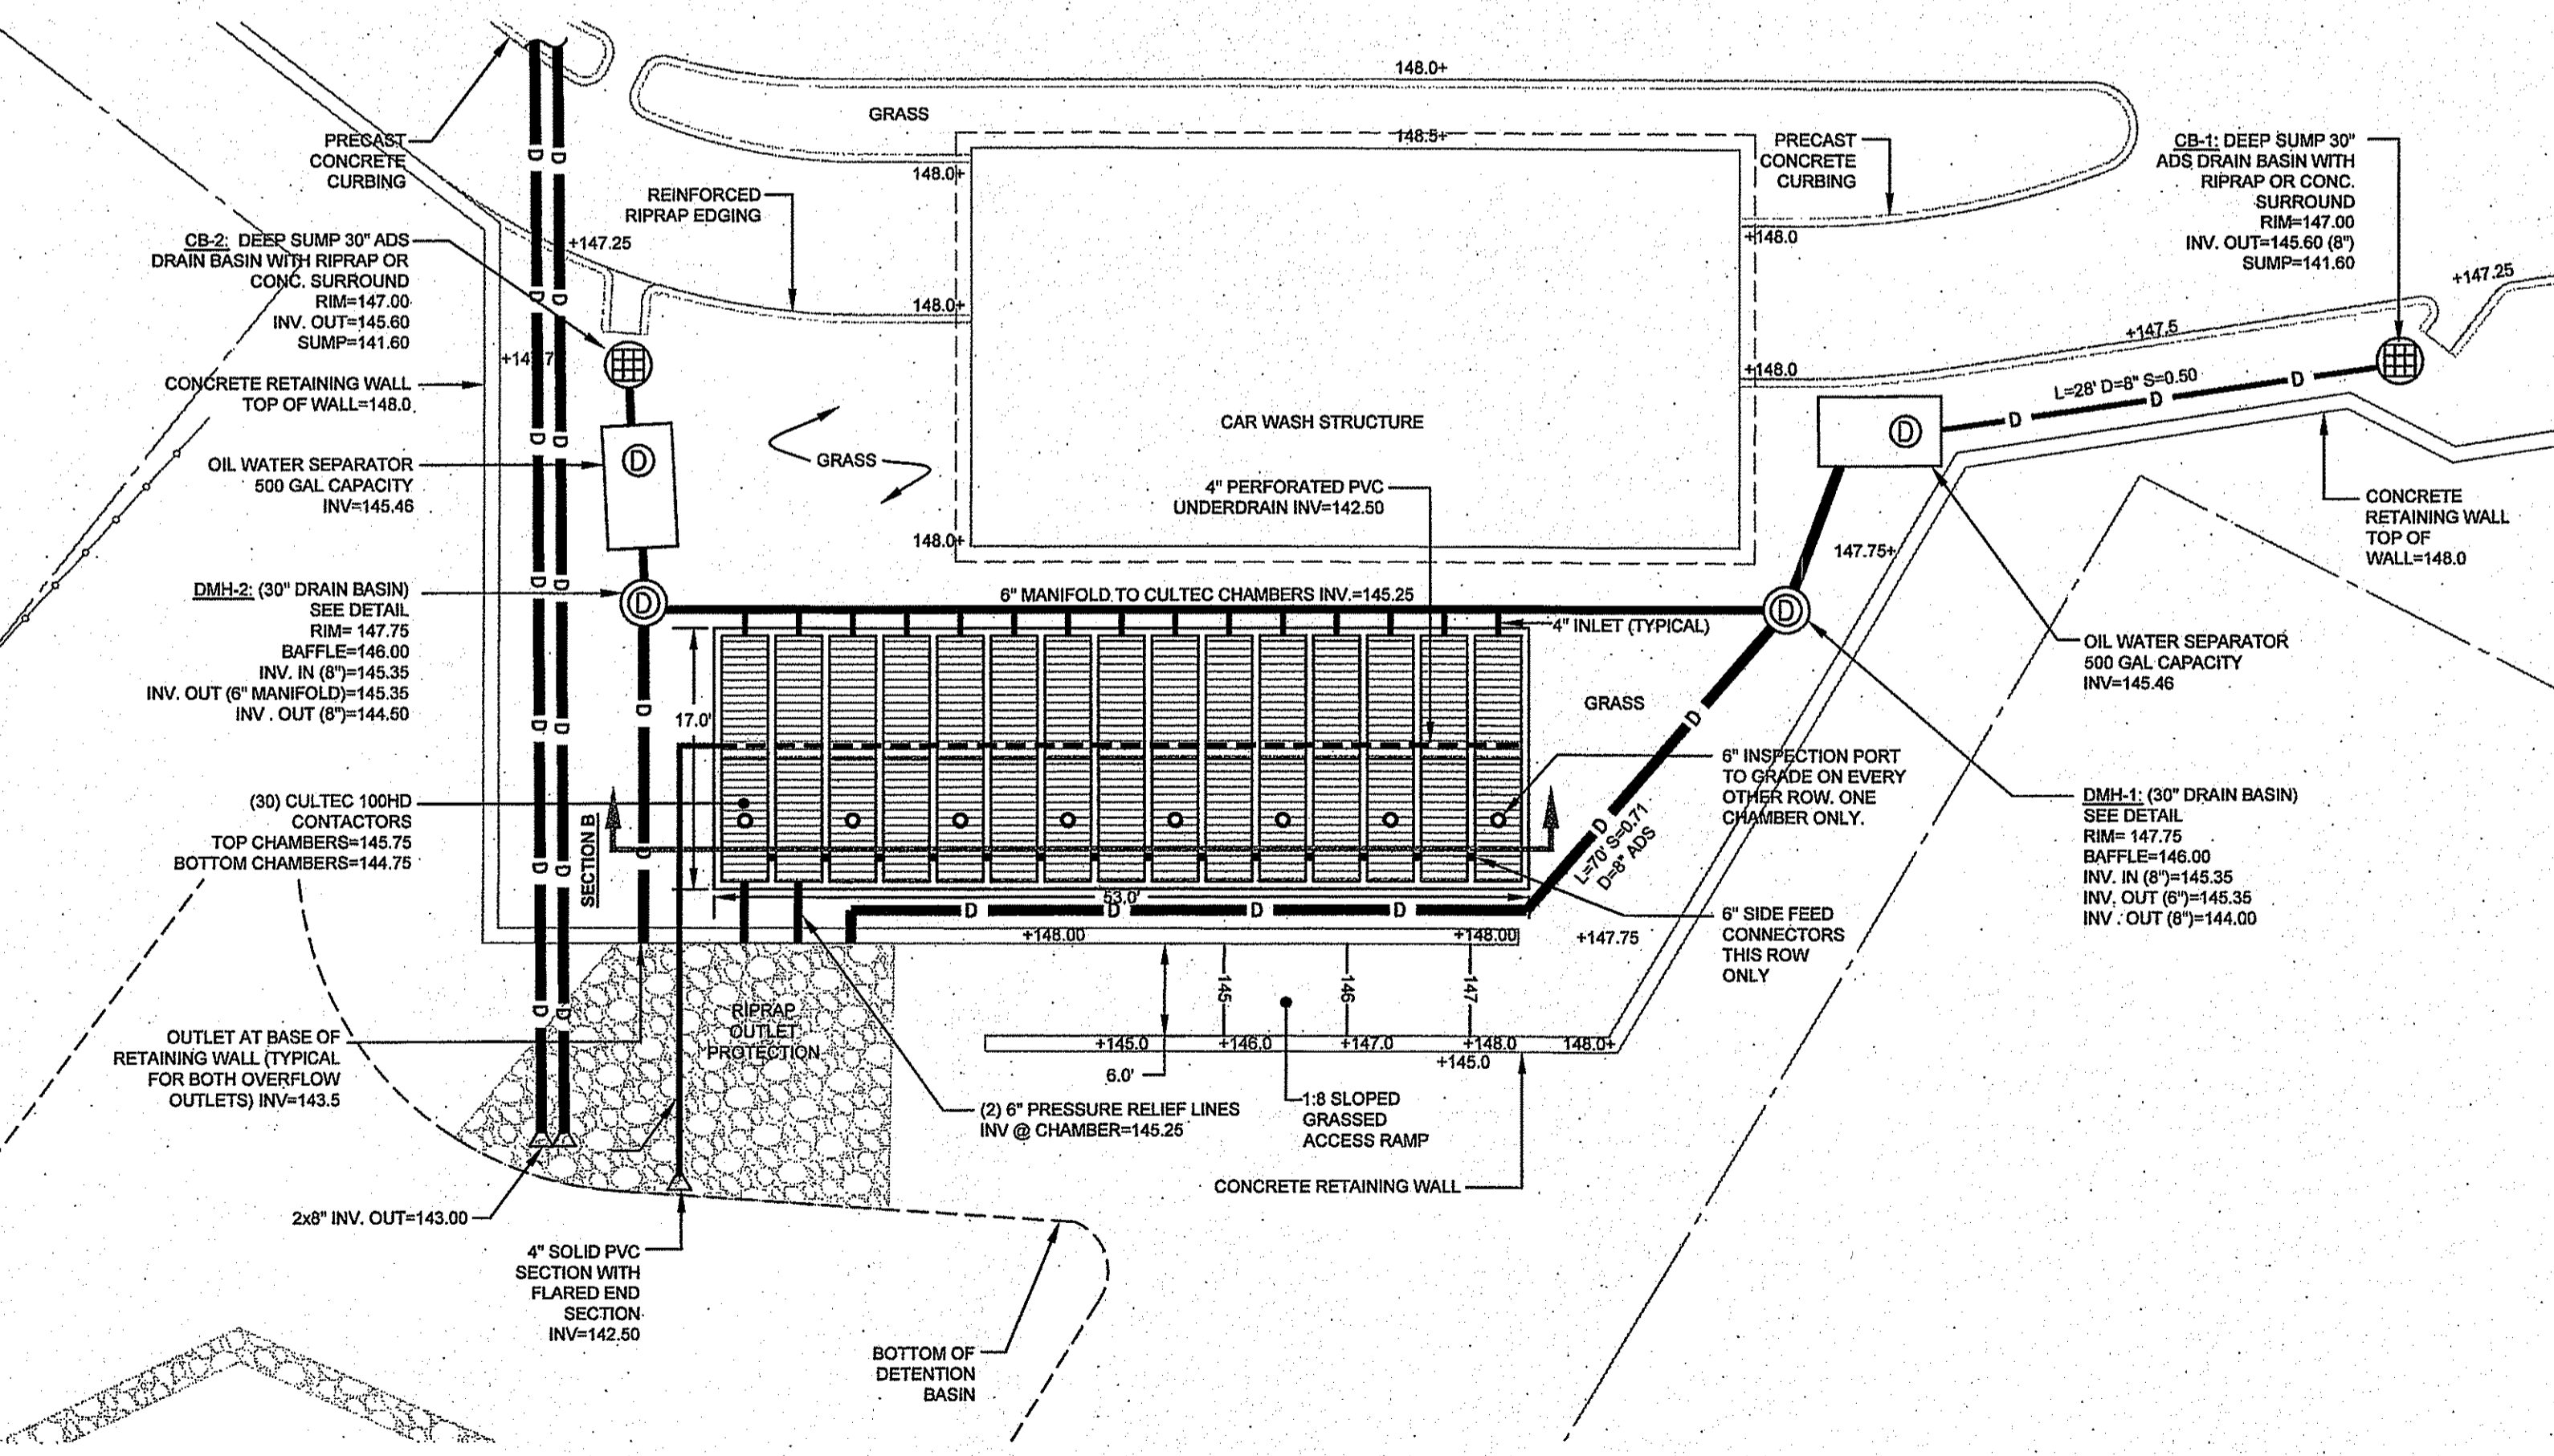 148.0+
GRASS
148.5+
PRECAST
CONCRETE
CURBING
148.0+
REINFORCED
RIPRAP EDGING
PRECAST
CONCRETE
CURBING
CB-1: DEEP SUMP 30"
ADS DRAIN BASIN WITH
RIPRAP OR CONC.
SURROUND
RIM=147.00
INV. OUT=145.60 (8")
SUMP=141.60
+147.25
+148.0
CB-2: DEEP SUMP 30" ADS
DRAIN BASIN WITH RIPRAP OR
CONC. SURROUND
RIM=147.00
INV. OUT=145.60
SUMP=141.60
+147.25
148.0+
+147.5
+148.0
L=28' D=8" S=0.50
CONCRETE RETAINING WALL
TOP OF WALL=148.0
CAR WASH STRUCTURE
GRASS
OIL WATER SEPARATOR
500 GAL CAPACITY
INV=145.46
4" PERFORATED PVC
UNDERDRAIN INV=142.50
CONCRETE
RETAINING WALL
TOP OF
WALL=148.0
148.0+
147.75+
DMH-2: (30" DRAIN BASIN)
SEE DETAIL
RIM= 147.75
BAFFLE=146.00
INV. IN (8")=145.35
INV. OUT (6" MANIFOLD)=145.35
INV . OUT (8")=144.50
6" MANIFOLD TO CULTEC CHAMBERS INV.=145.25
4" INLET (TYPICAL)
OIL WATER SEPARATOR
500 GAL CAPACITY
INV=145.46
17.0'
GRASS
6" INSPECTION PORT
TO GRADE ON EVERY
OTHER ROW. ONE
CHAMBER ONLY.
(30) CULTEC 100HD
CONTACTORS
TOP CHAMBERS=145.75
BOTTOM CHAMBERS=144.75
SECTION B
L=70' S=0.71
D=8" ADS
DMH-1: (30" DRAIN BASIN)
SEE DETAIL
RIM= 147.75
BAFFLE=146.00
INV. IN (8")=145.35
INV. OUT (6")=145.35
INV . OUT (8")=144.00
53.0'
D D D D
6" SIDE FEED
CONNECTORS
THIS ROW
ONLY
+148.00
+148.00
+147.75
145
146
147
RIPRAP
OUTLET
PROTECTION
OUTLET AT BASE OF
RETAINING WALL (TYPICAL
FOR BOTH OVERFLOW
OUTLETS) INV=143.5
+145.0
+146.0
+147.0
+148.0
148.0+
+145.0
6.0'
(2) 6" PRESSURE RELIEF LINES
INV @ CHAMBER=145.25
1:8 SLOPED
GRASSED
ACCESS RAMP
CONCRETE RETAINING WALL
2x8" INV. OUT=143.00
4" SOLID PVC
SECTION WITH
FLARED END
SECTION
INV=142.50
BOTTOM OF
DETENTION
BASIN